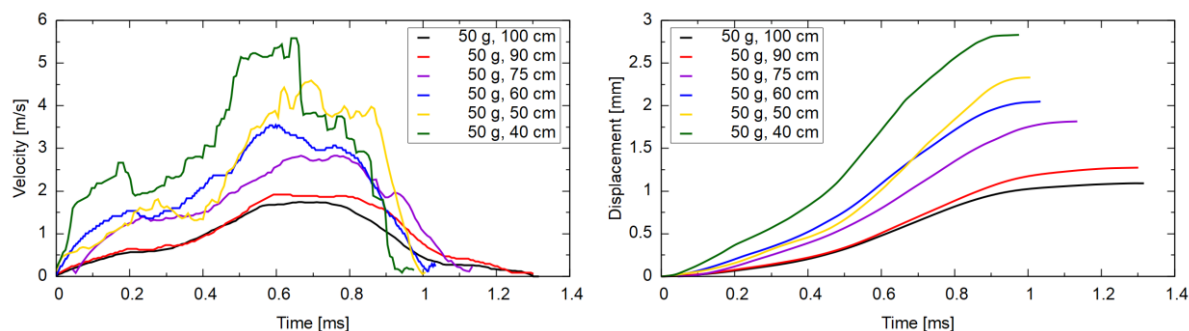 Velocity [m/s]
6
5
4
3
2
1
0
50 g, 100 cm
50 g, 90 cm
50 g, 75 cm
50 g, 60 cm
50 g, 50 cm
50 g, 40 cm
0 0.2 0.4 0.6 0.8 1 1.2 1.4
Time [ms]
Displacement [mm]
3
2.5
2
1.5
1
0.5
0
50 g, 100 cm
50 g, 90 cm
50 g, 75 cm
50 g, 60 cm
50 g, 50 cm
50 g, 40 cm
0 0.2 0.4 0.6 0.8 1 1.2 1.4
Time [ms]